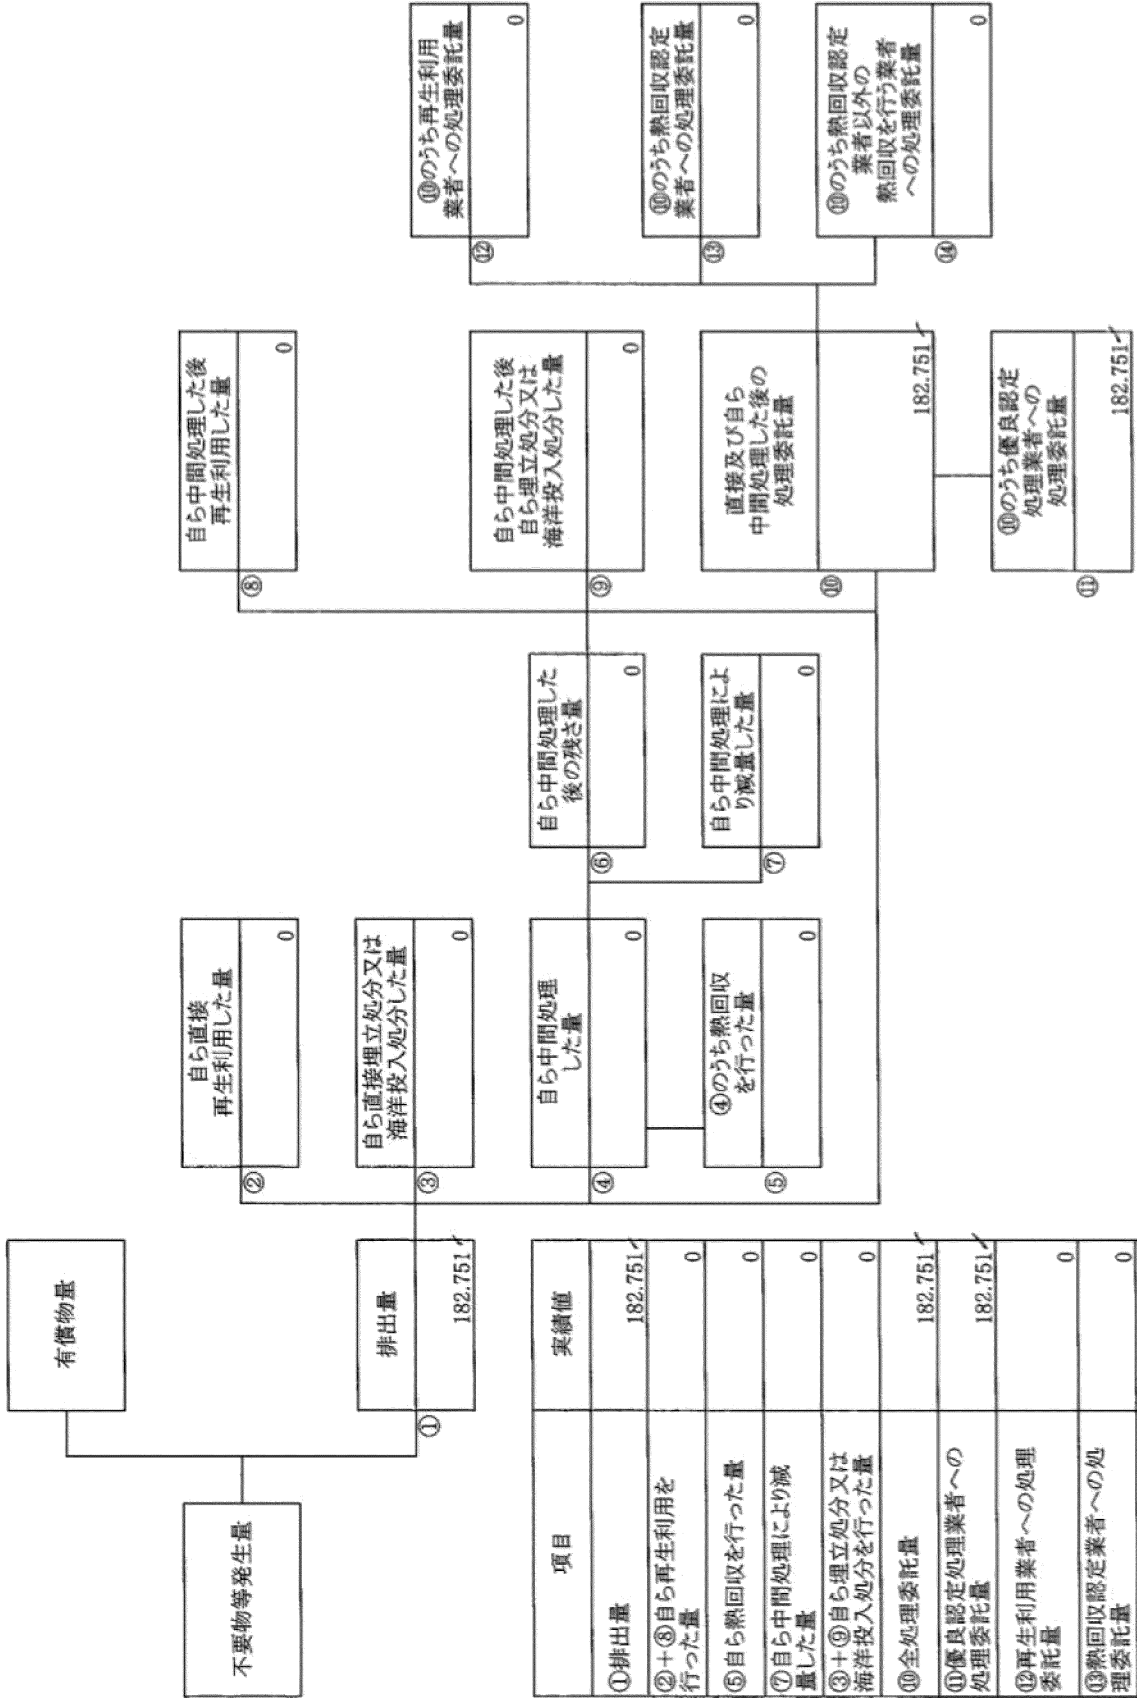 不要物等発生量
有償物量
①
排出量
182.751
②
自ら直接
再生利用した量
0
③
自ら直接埋立処分又は
海洋投入処分した量
0
④
自ら中間処理
した量
0
⑤
④のうち熱回収
を行った量
0
⑥
自ら中間処理した
後の残さ量
0
⑦
自ら中間処理によ
り減量した量
0
⑧
自ら中間処理した後
再生利用した量
0
⑨
自ら中間処理した後
自ら埋立処分又は
海洋投入処分した量
0
⑩
直接及び自ら
中間処理した後の
処理委託量
182.751
⑪
⑩のうち優良認定
処理業者への
処理委託量
182.751
⑫
⑩のうち再生利用
業者への処理委託量
0
⑬
⑩のうち熱回収認定
業者への処理委託量
0
⑭
⑩のうち熱回収認定
業者以外の
熱回収を行う業者
への処理委託量
0
項目
実績値
①排出量
182.751
②+⑧自ら再生利用を
行った量
0
⑤自ら熱回収を行った量
0
⑦自ら中間処理により減
量した量
0
③+⑨自ら埋立処分又は
海洋投入処分を行った量
0
⑩全処理委託量
182.751
⑪優良認定処理業者への
処理委託量
182.751
⑫再生利用業者への処理
委託量
0
⑬熱回収認定業者への処
理委託量
0